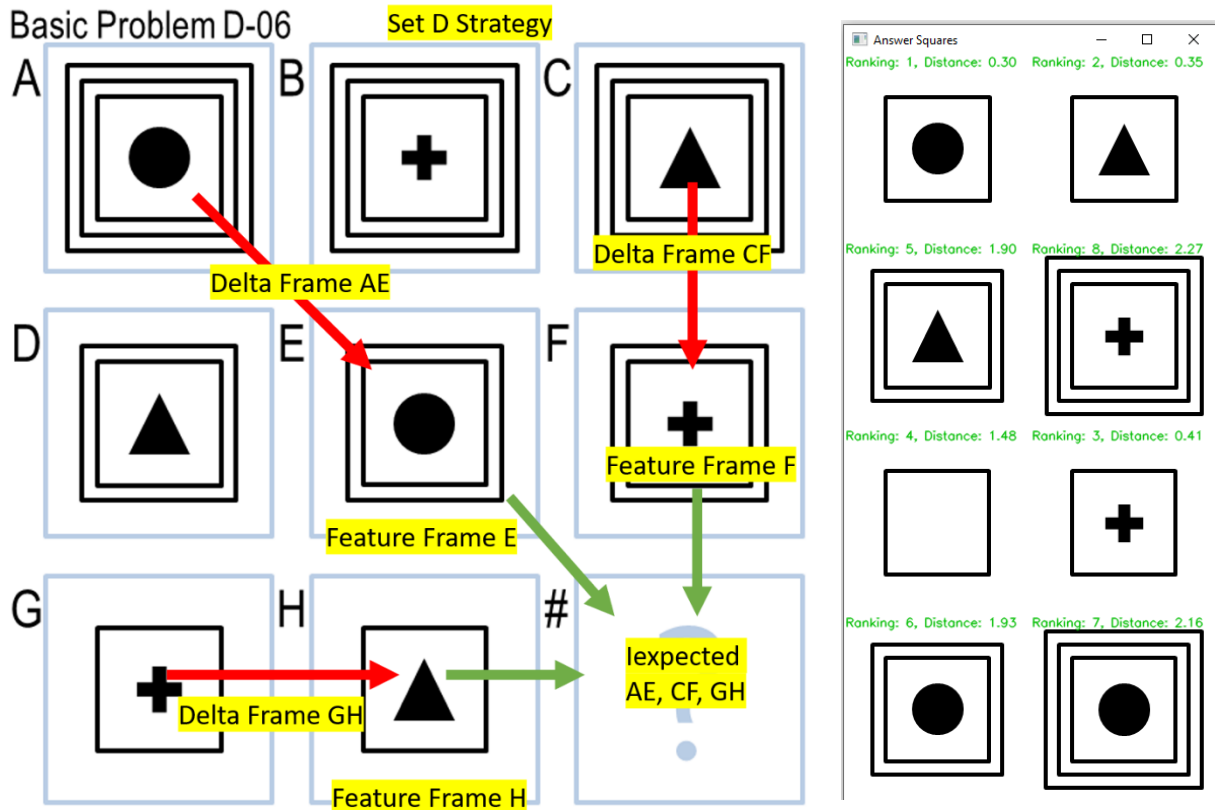 Basic Problem D-06
Set D Strategy
A
B
C
Delta Frame AE
Delta Frame CF
D
E
F
Feature Frame F
Feature Frame E
G
H
#
?
Iexpected
AE, CF, GH
Delta Frame GH
Feature Frame H
Answer Squares
Ranking: 1, Distance: 0.30
Ranking: 2, Distance: 0.35
Ranking: 5, Distance: 1.90
Ranking: 8, Distance: 2.27
Ranking: 4, Distance: 1.48
Ranking: 3, Distance: 0.41
Ranking: 6, Distance: 1.93
Ranking: 7, Distance: 2.16